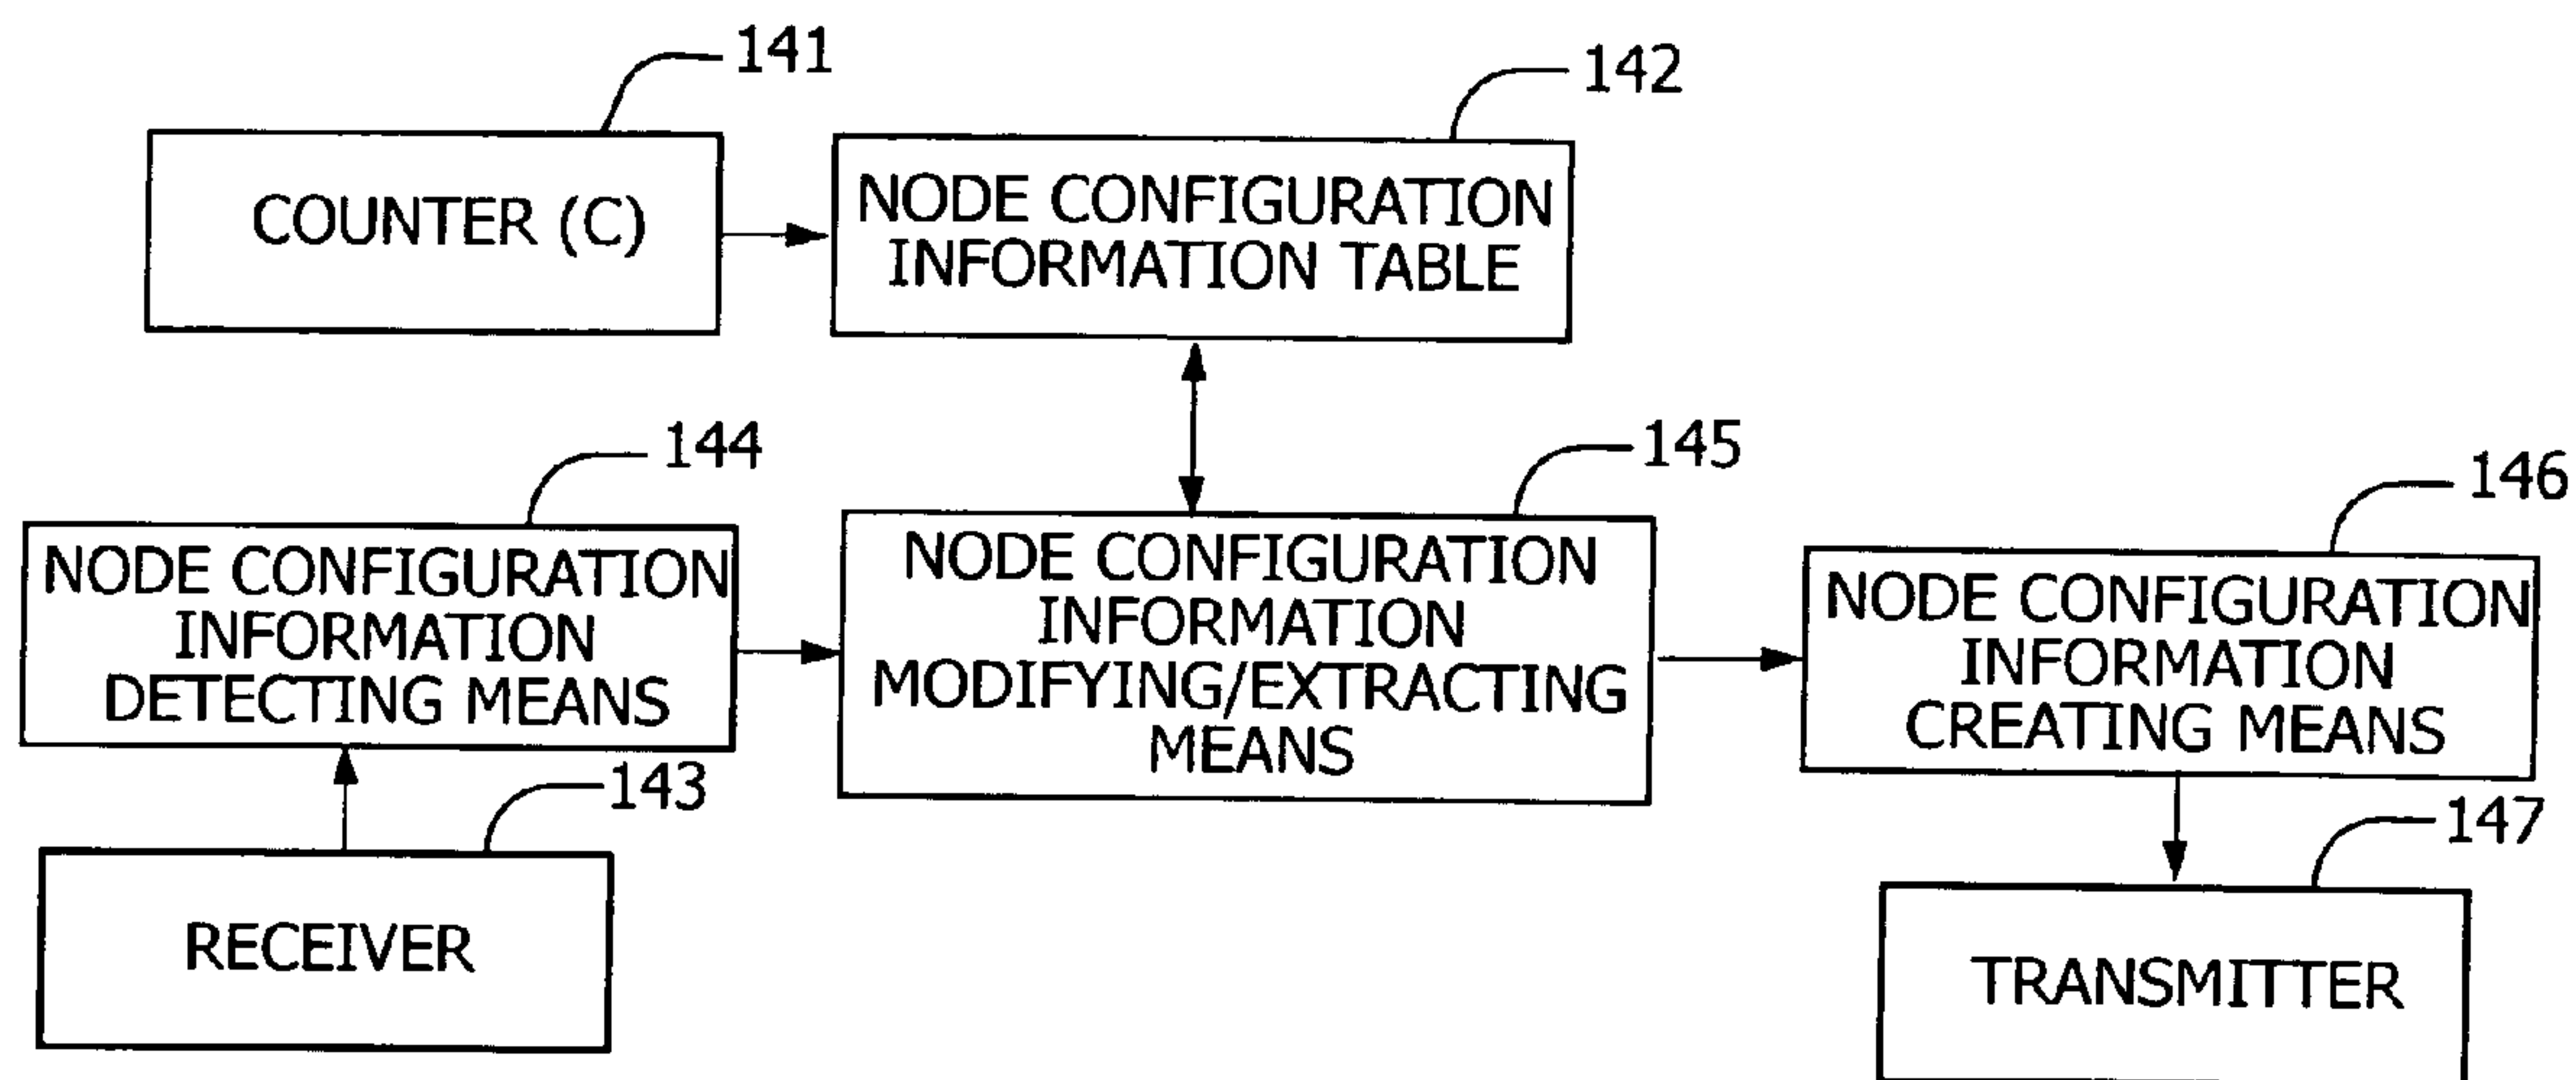 141
142
COUNTER (C)
NODE CONFIGURATION
INFORMATION TABLE
144
145
146
NODE CONFIGURATION
INFORMATION
DETECTING MEANS
NODE CONFIGURATION
INFORMATION
MODIFYING/EXTRACTING
MEANS
NODE CONFIGURATION
INFORMATION
CREATING MEANS
143
147
RECEIVER
TRANSMITTER